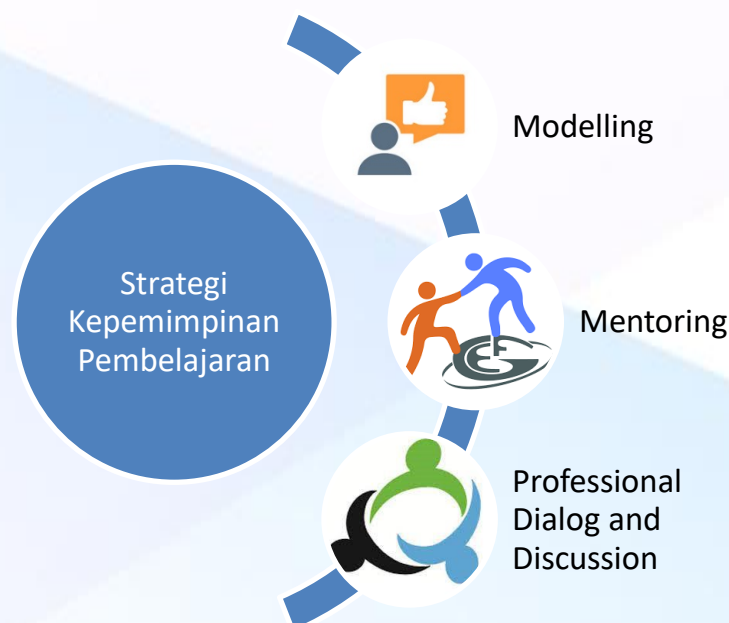 Strategi
Kepemimpinan
Pembelajaran
Modelling
Mentoring
Professional
Dialog and
Discussion